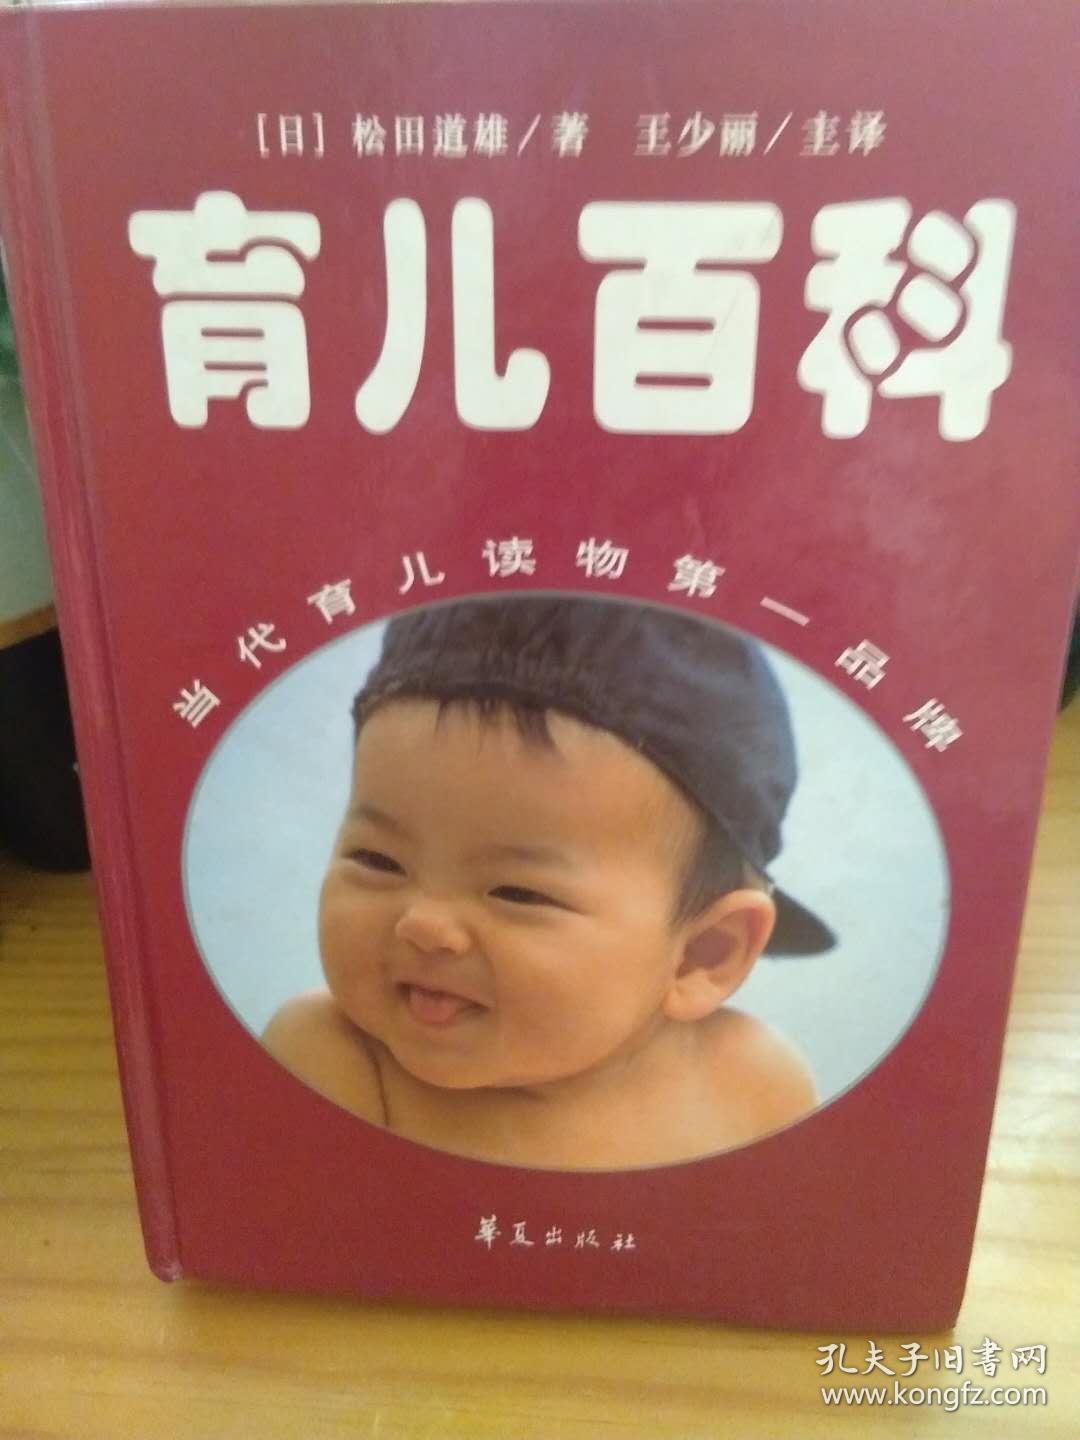 [日] 松田道雄/著 王少丽/主译
育儿百科
当代育儿读物第一品牌
華夏出版社
孔夫子旧書网
www.kongfz.com